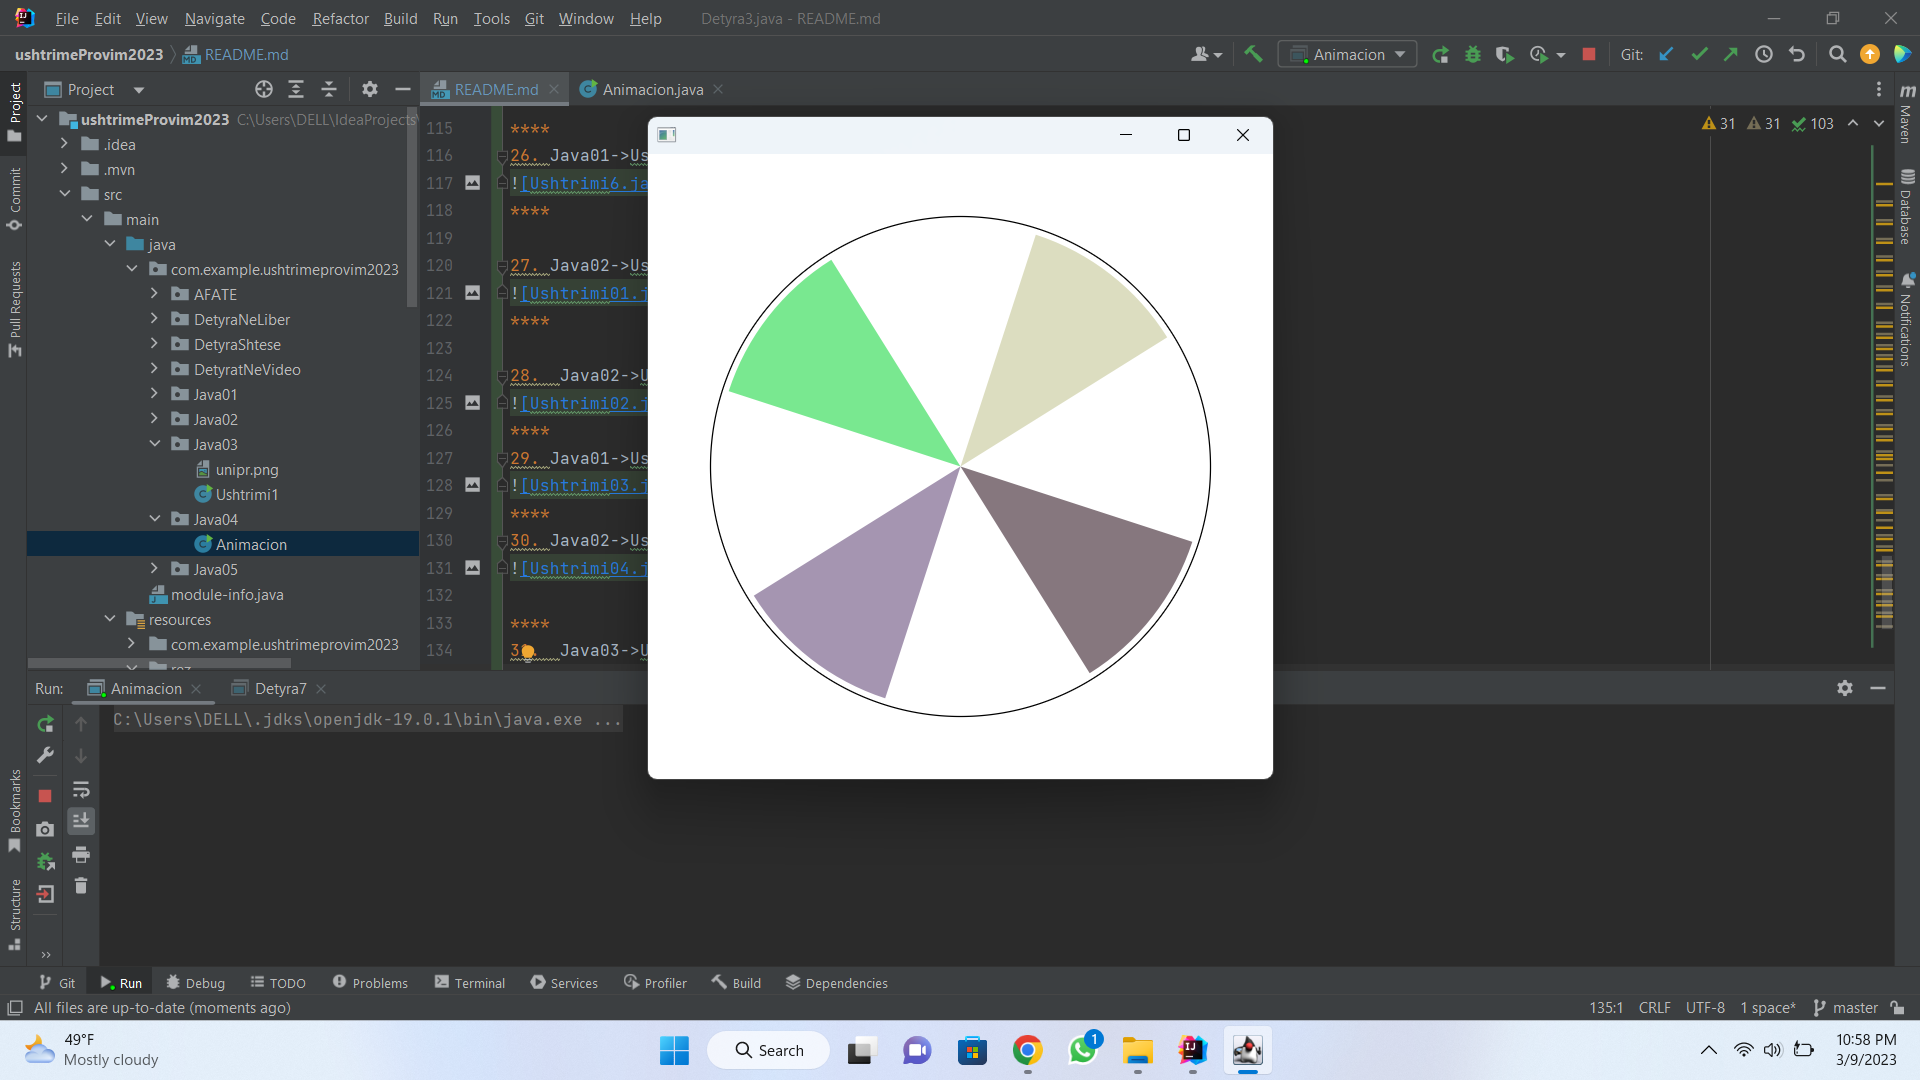 File Edit View Navigate Code Refactor Build Run Tools Git Window Help Detyra3.java - README.md
ushtrimeProvim2023 README.md Animacion Git:
Project README.md Animacion.java
ushtrimeProvim2023 C:\Users\DELL\IdeaProjects\
.idea
.mvn
src
main
java
com.example.ushtrimeprovim2023
AFATE
DetyraNeLiber
DetyraShtese
DetyratNeVideo
Java01
Java02
Java03
unipr.png
Ushtrimi1
Java04
Animacion
Java05
module-info.java
resources
com.example.ushtrimeprovim2023
Project
Commit
Pull Requests
Bookmarks
Structure
115 ****
116 26. Java01->Us
117 ![Ushtrimi6.ja
118 ****
119
120 27. Java02->Us
121 ![Ushtrimi01.j
122 ****
123
124 28. Java02->U
125 ![Ushtrimi02.j
126 ****
127 29. Java01->Us
128 ![Ushtrimi03.j
129 ****
130 30. Java02->Us
131 ![Ushtrimi04.j
132
133 ****
134 3 Java03->U
31 31 103
Maven
Database
Notifications
Run: Animacion Detyra7
C:\Users\DELL\.jdks\openjdk-19.0.1\bin\java.exe ...
Git Run Debug TODO Problems Terminal Services Profiler Build Dependencies
All files are up-to-date (moments ago) 135:1 CRLF UTF-8 1 space* master
49°F
Mostly cloudy
Search
1
10:58 PM
3/9/2023